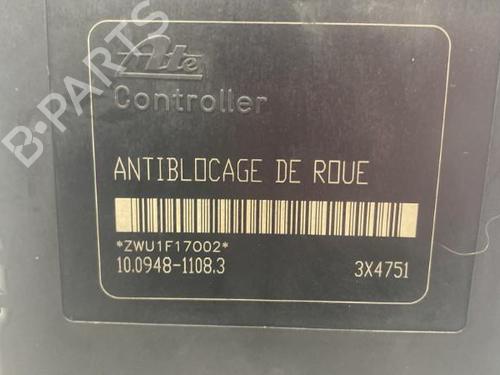 B-PARTS
Ate
Controller
ANTIBLOCAGE DE ROUE
*ZWU1F17002*
10.0948-1108.3 3X4751